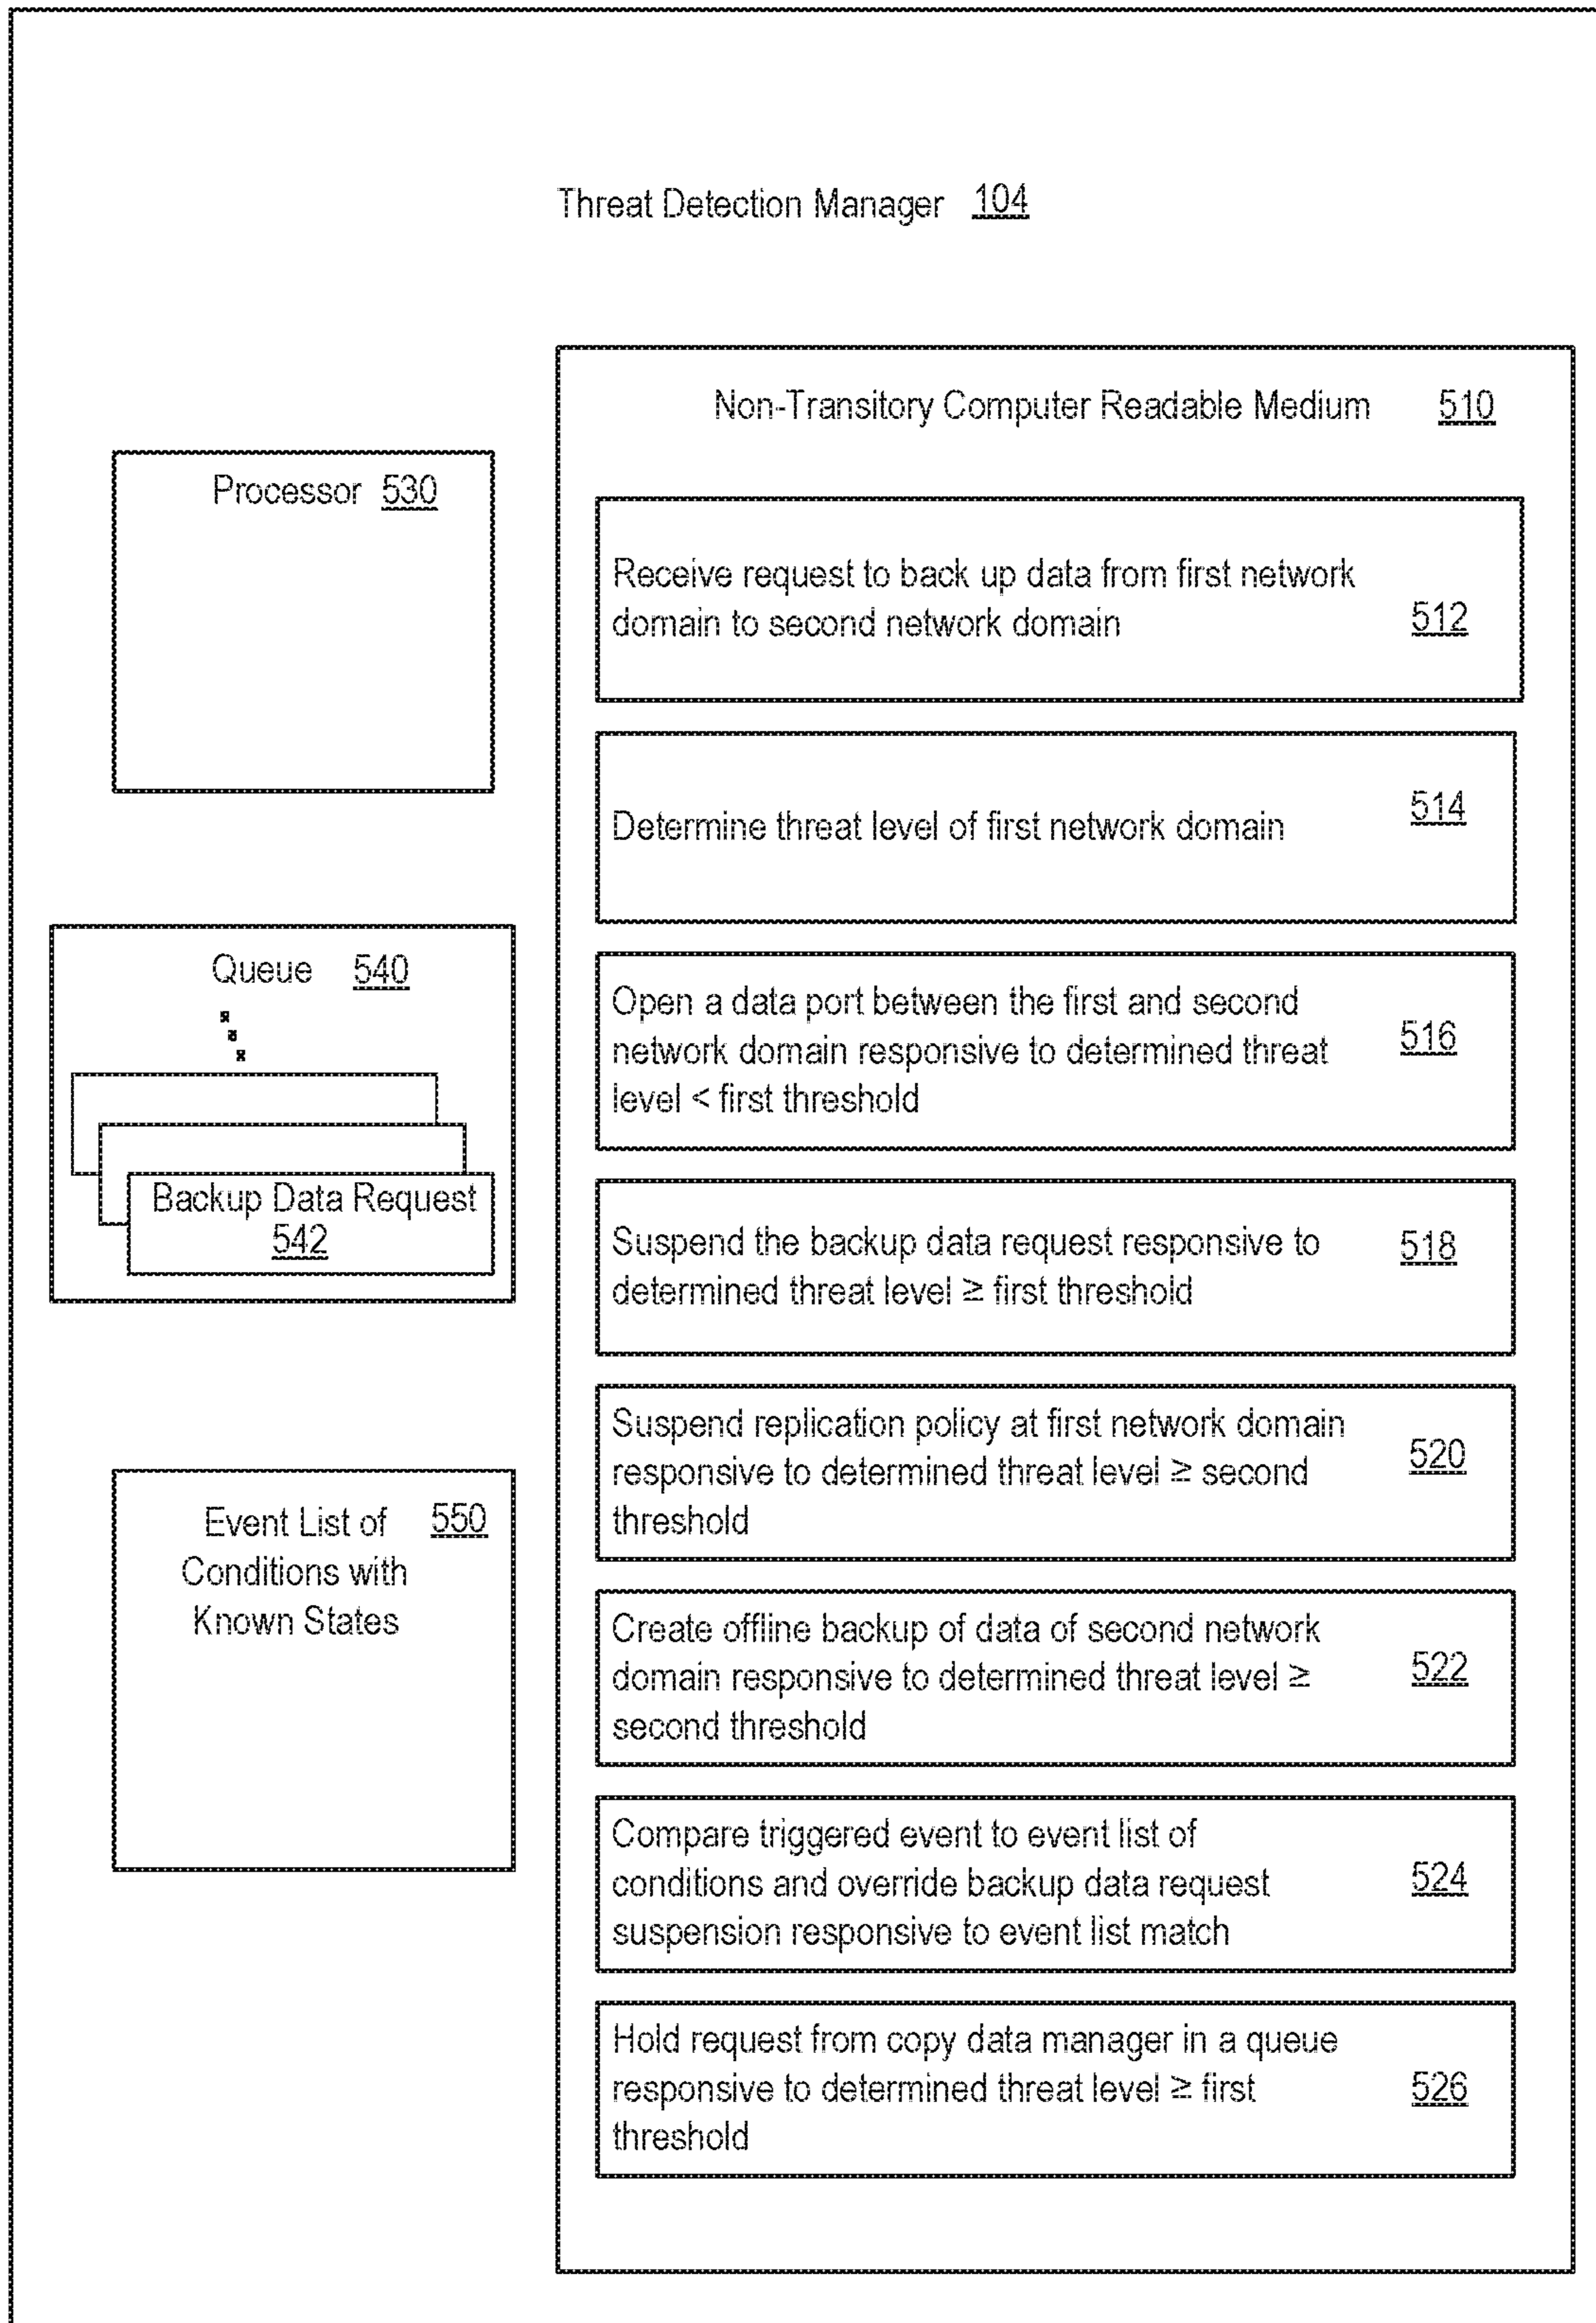 Threat Detection Manager 104
Processor 530
Queue 540
Backup Data Request
542
Event List of 550
Conditions with
Known States
Non-Transitory Computer Readable Medium 510
Receive request to back up data from first network
domain to second network domain 512
Determine threat level of first network domain 514
Open a data port between the first and second
network domain responsive to determined threat 516
level < first threshold
Suspend the backup data request responsive to 518
determined threat level ≥ first threshold
Suspend replication policy at first network domain
responsive to determined threat level ≥ second 520
threshold
Create offline backup of data of second network
domain responsive to determined threat level ≥ 522
second threshold
Compare triggered event to event list of
conditions and override backup data request 524
suspension responsive to event list match
Hold request from copy data manager in a queue
responsive to determined threat level ≥ first 526
threshold